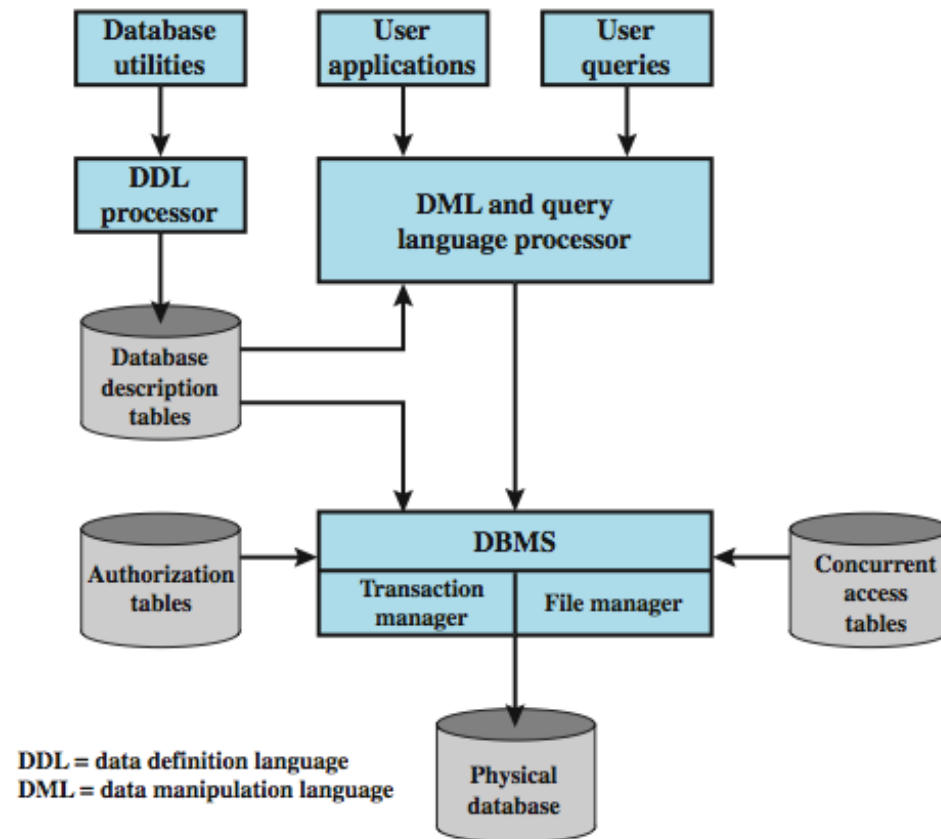 Database
utilities
User
applications
User
queries
DDL
processor
DML and query
language processor
Database
description
tables
DBMS
Authorization
tables
Transaction
manager
File manager
Concurrent
access
tables
Physical
database
DDL = data definition language
DML = data manipulation language